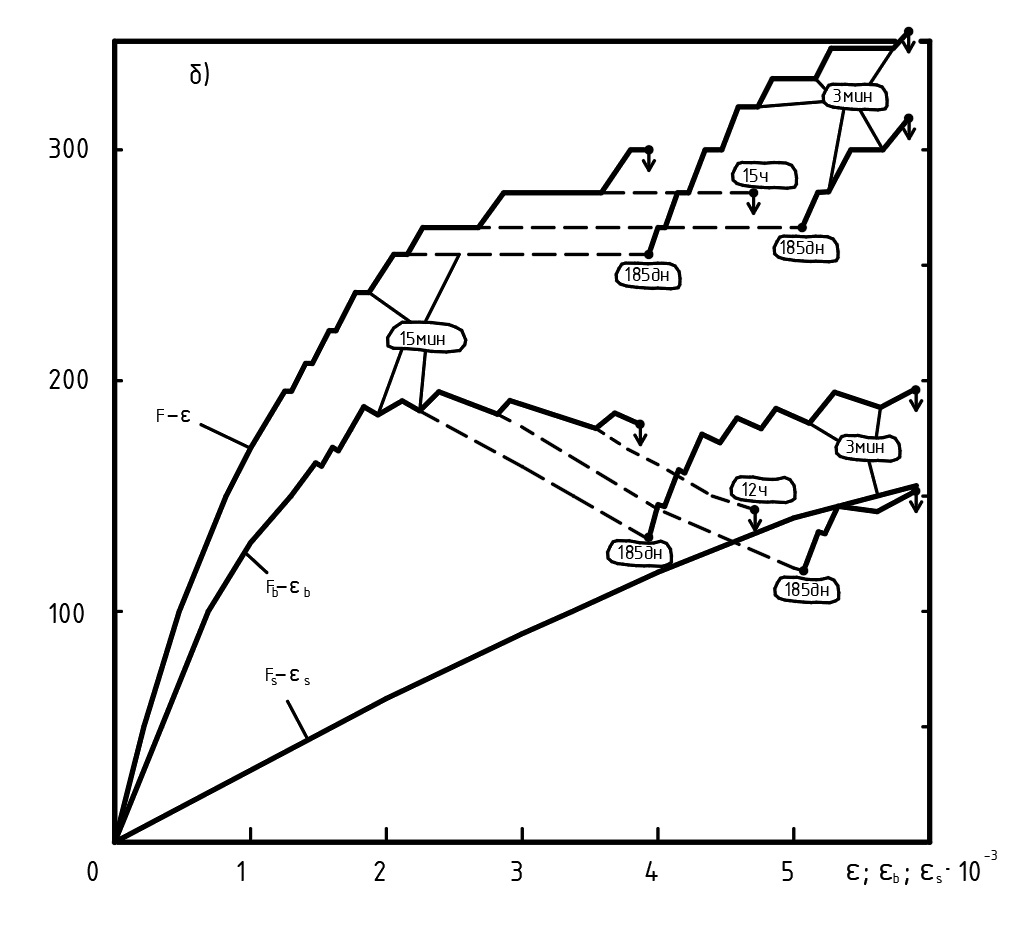 б)
3мин
300
15ч
185дн
185дн
15мин
200
F-ε
3мин
12ч
185дн
185дн
F_b-ε_b
100
F_s-ε_s
0 1 2 3 4 5 ε; ε_b; ε_s·10^-3